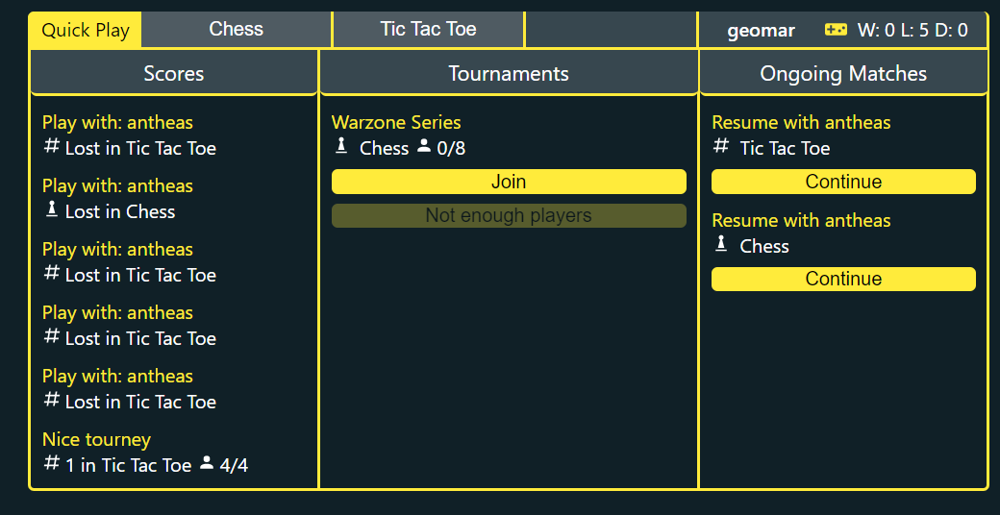 Quick Play Chess Tic Tac Toe geomar W: 0 L: 5 D: 0
Scores
Play with: antheas
# Lost in Tic Tac Toe
Play with: antheas
Lost in Chess
Play with: antheas
# Lost in Tic Tac Toe
Play with: antheas
# Lost in Tic Tac Toe
Play with: antheas
# Lost in Tic Tac Toe
Nice tourney
# 1 in Tic Tac Toe 4/4
Tournaments
Warzone Series
Chess 0/8
Join
Not enough players
Ongoing Matches
Resume with antheas
# Tic Tac Toe
Continue
Resume with antheas
Chess
Continue